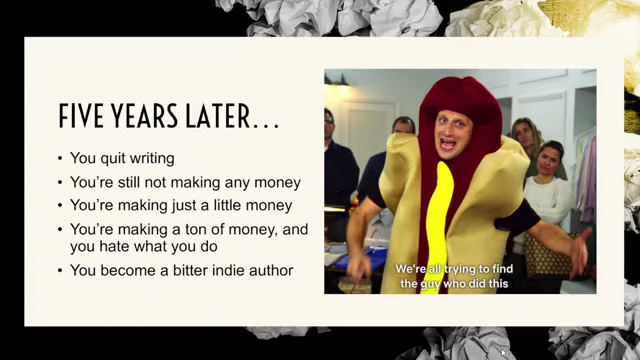 FIVE YEARS LATER...
• You quit writing
• You're still not making any money
• You're making just a little money
• You're making a ton of money, and
you hate what you do
• You become a bitter indie author
We're all trying to find
the guy who did this